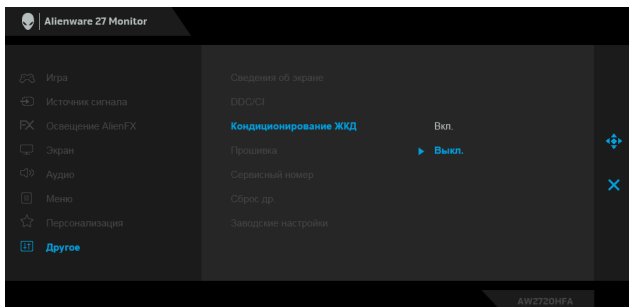 Alienware 27 Monitor
Игра
Источник сигнала
Освещение AlienFX
Экран
Аудио
Меню
Персонализация
Другое
Сведения об экране
DDC/CI
Кондиционирование ЖКД
Вкл.
Прошивка
Выкл.
Сервисный номер
Сброс др.
Заводские настройки
AW2720HFA